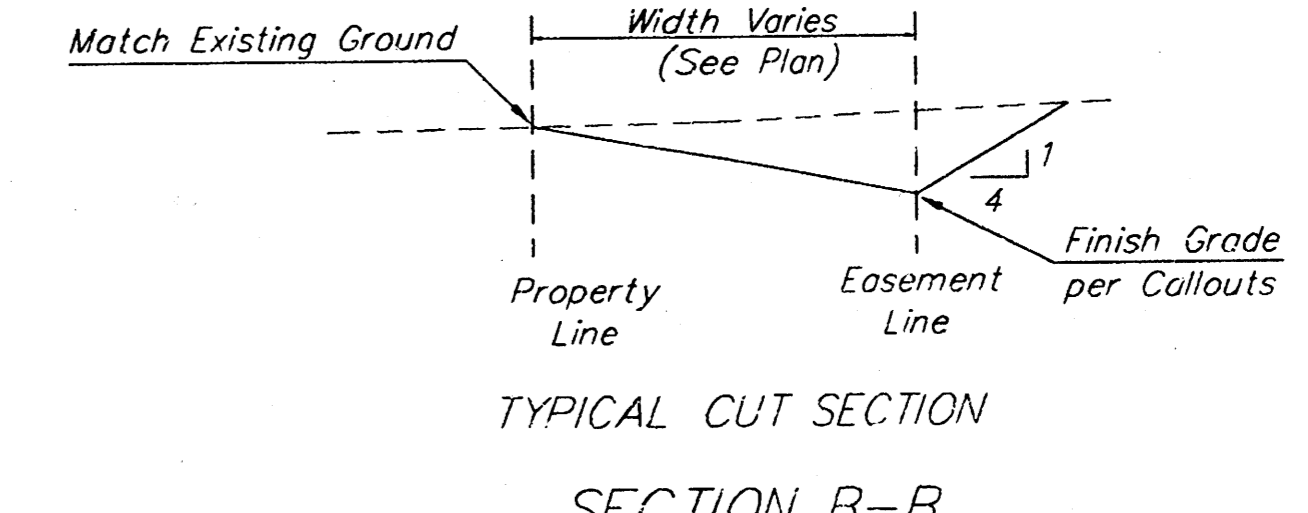 Width Varies
(See Plan)
Match Existing Ground
1
4
Finish Grade
per Callouts
Property
Line
Easement
Line
TYPICAL CUT SECTION
SECTION B-B